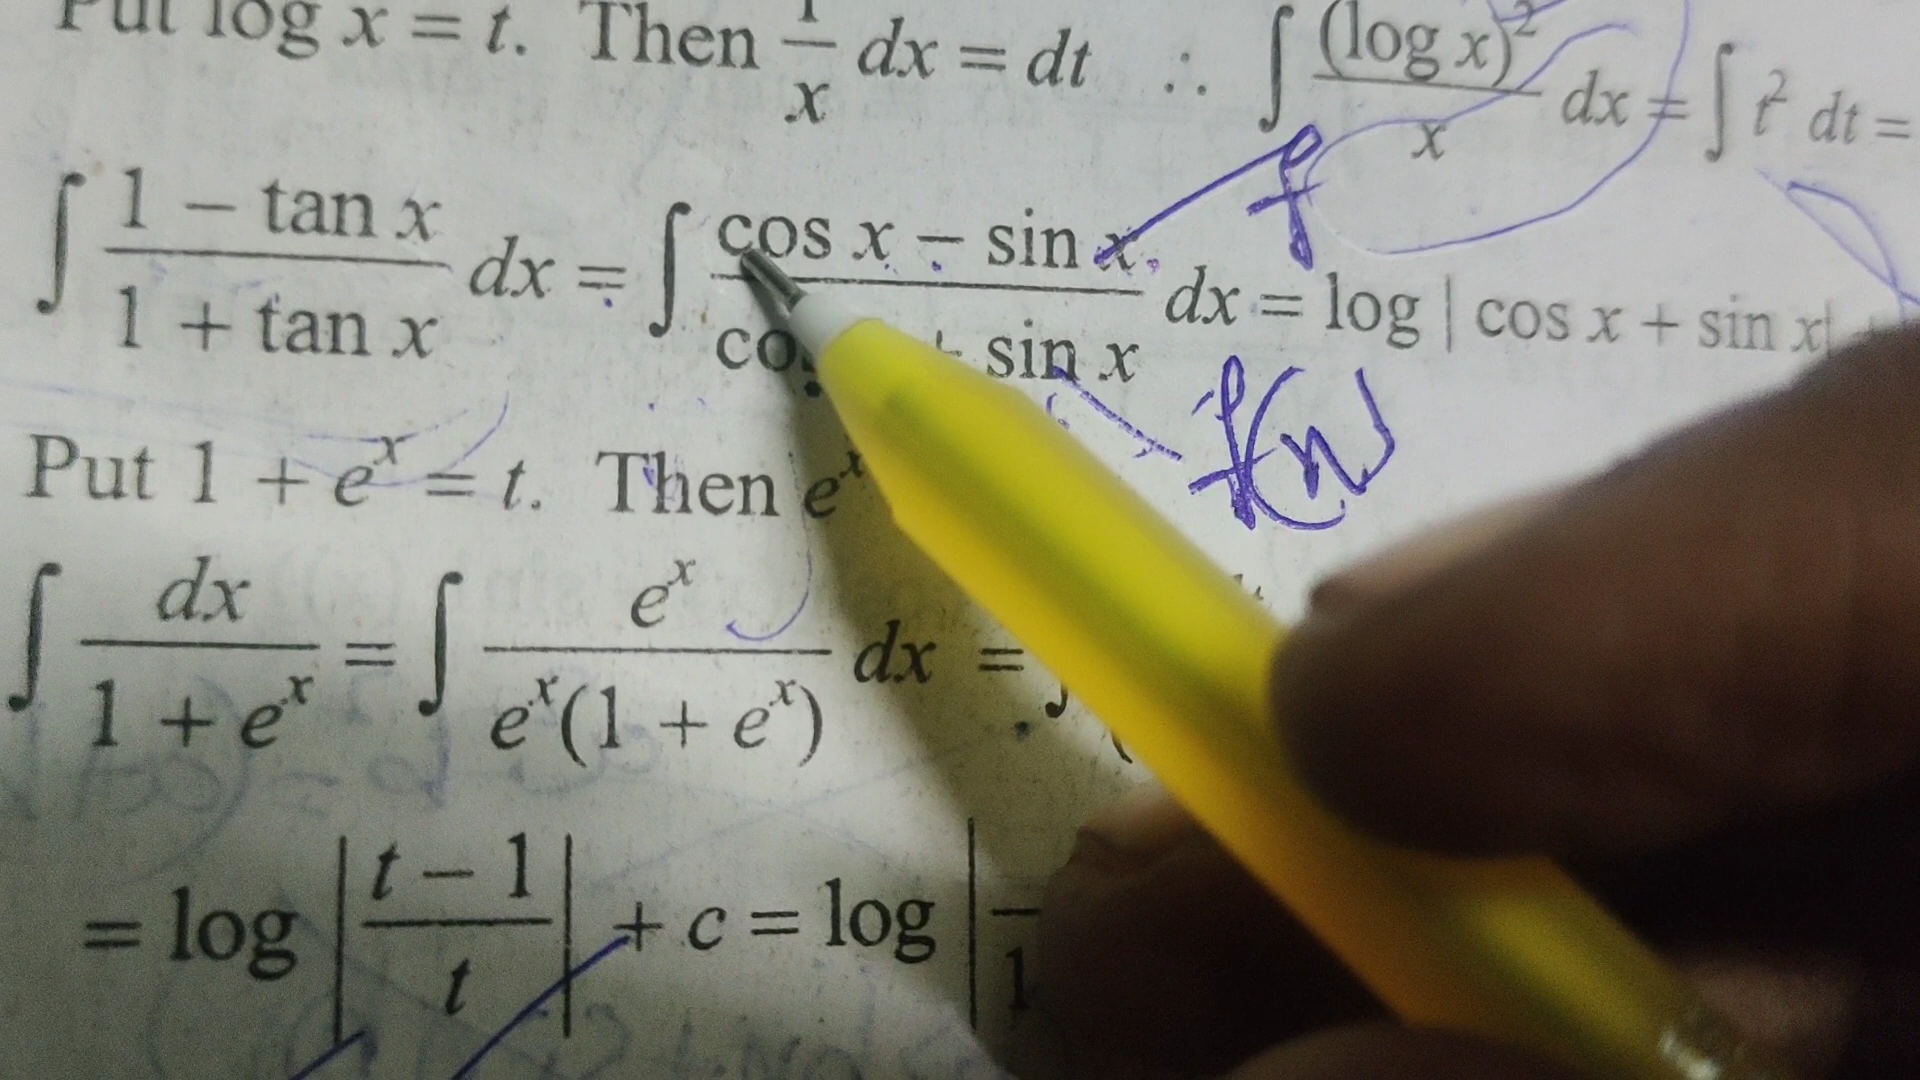 Put log x = t. Then 1/x dx = dt ∴ ∫ (log x)² / x dx = ∫ t² dt =
∫ (1 − tan x)/(1 + tan x) dx = ∫ (cos x − sin x)/(cos + sin x) dx = log | cos x + sin x|
f
f(x)
Put 1 + eˣ = t. Then eˣ
∫ dx/(1 + eˣ) = ∫ eˣ/(eˣ(1 + eˣ)) dx = ∫
= log | (t − 1)/t | + c = log |